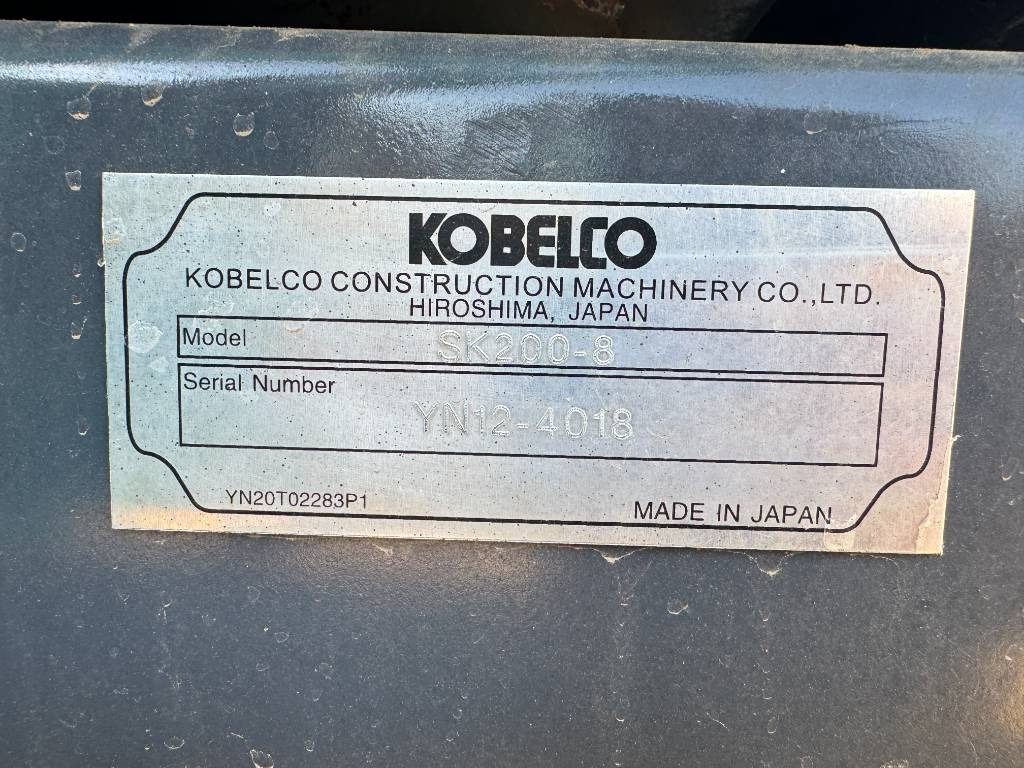 KOBELCO
KOBELCO CONSTRUCTION MACHINERY CO.,LTD.
HIROSHIMA, JAPAN
Model SK200-8
Serial Number
YN12-4018
YN20T02283P1 MADE IN JAPAN